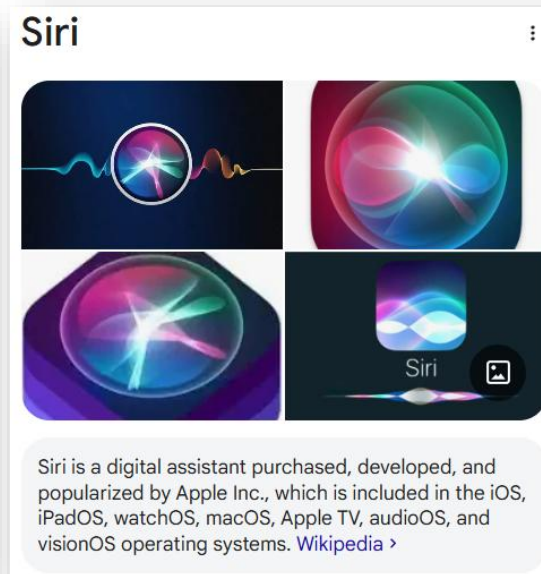 Siri
Siri
Siri is a digital assistant purchased, developed, and
popularized by Apple Inc., which is included in the iOS,
iPadOS, watchOS, macOS, Apple TV, audioOS, and
visionOS operating systems. Wikipedia >